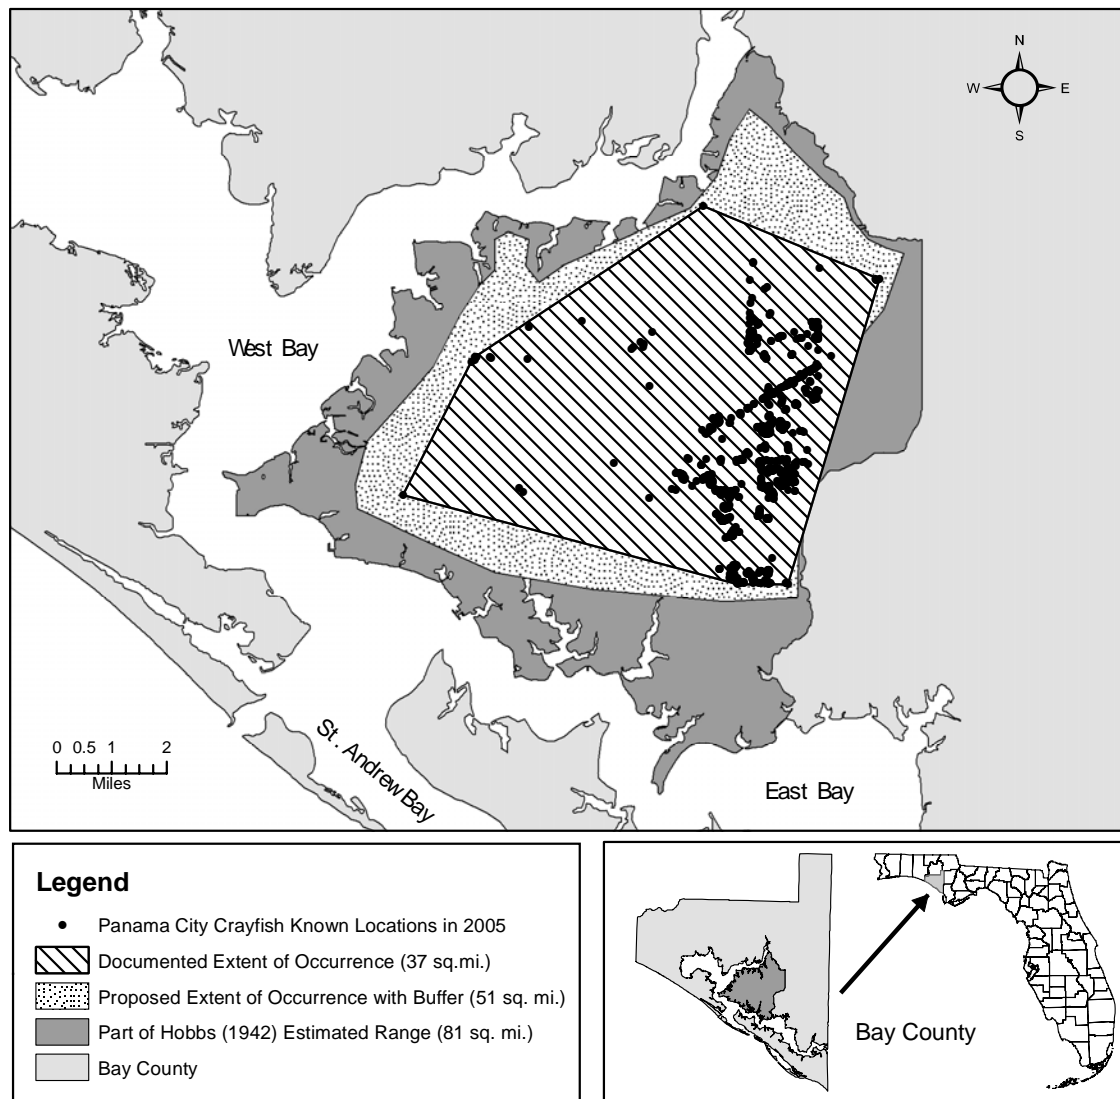 N
W E
S
West Bay
0 0.5 1 2
Miles
St. Andrew Bay
East Bay
Legend
Panama City Crayfish Known Locations in 2005
Documented Extent of Occurrence (37 sq.mi.)
Proposed Extent of Occurrence with Buffer (51 sq. mi.)
Part of Hobbs (1942) Estimated Range (81 sq. mi.)
Bay County
Bay County